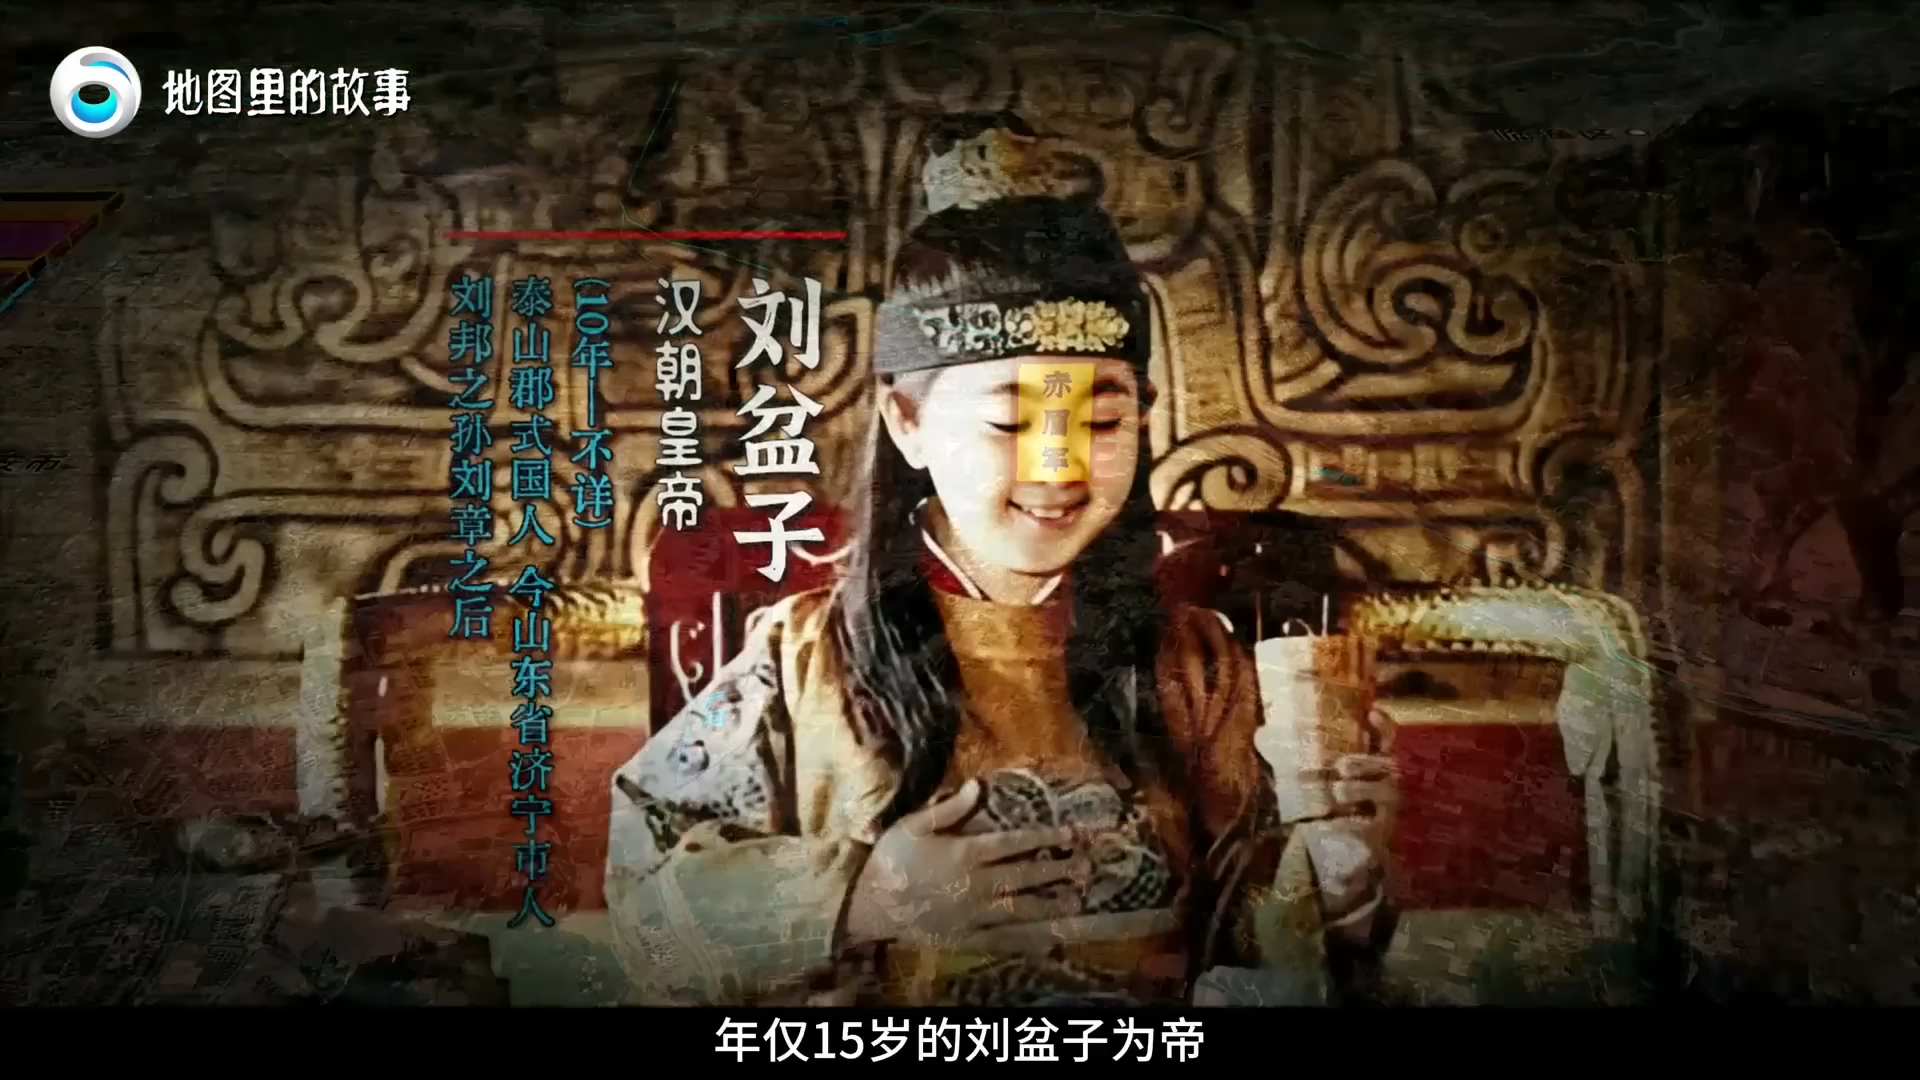 地图里的故事
刘盆子
汉朝皇帝
(10年—不详)
泰山郡式国人 今山东省济宁市人
刘邦之孙刘章之后
赤眉军
年仅15岁的刘盆子为帝